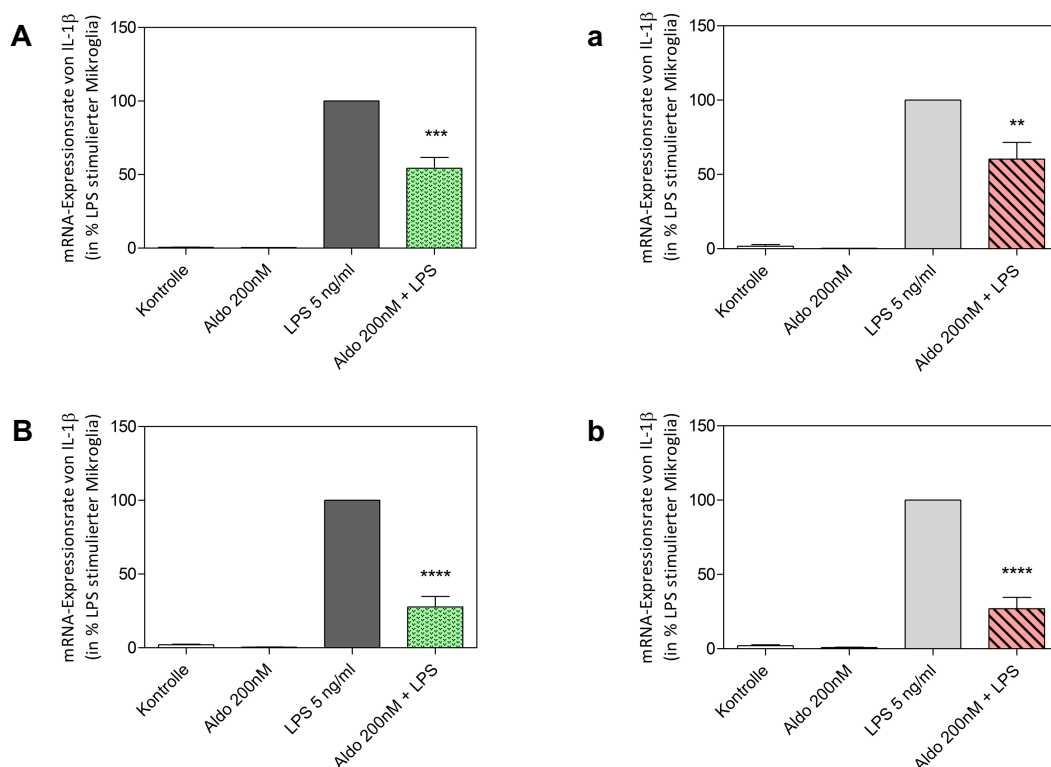 A
mRNA-Expressionsrate von IL-1β
(in % LPS stimulierter Mikroglia)
150
100
50
0
***
Kontrolle
Aldo 200nM
LPS 5 ng/ml
Aldo 200nM + LPS
a
mRNA-Expressionsrate von IL-1β
(in % LPS stimulierter Mikroglia)
150
100
50
0
**
Kontrolle
Aldo 200nM
LPS 5 ng/ml
Aldo 200nM + LPS
B
mRNA-Expressionsrate von IL-1β
(in % LPS stimulierter Mikroglia)
150
100
50
0
****
Kontrolle
Aldo 200nM
LPS 5 ng/ml
Aldo 200nM + LPS
b
mRNA-Expressionsrate von IL-1β
(in % LPS stimulierter Mikroglia)
150
100
50
0
****
Kontrolle
Aldo 200nM
LPS 5 ng/ml
Aldo 200nM + LPS